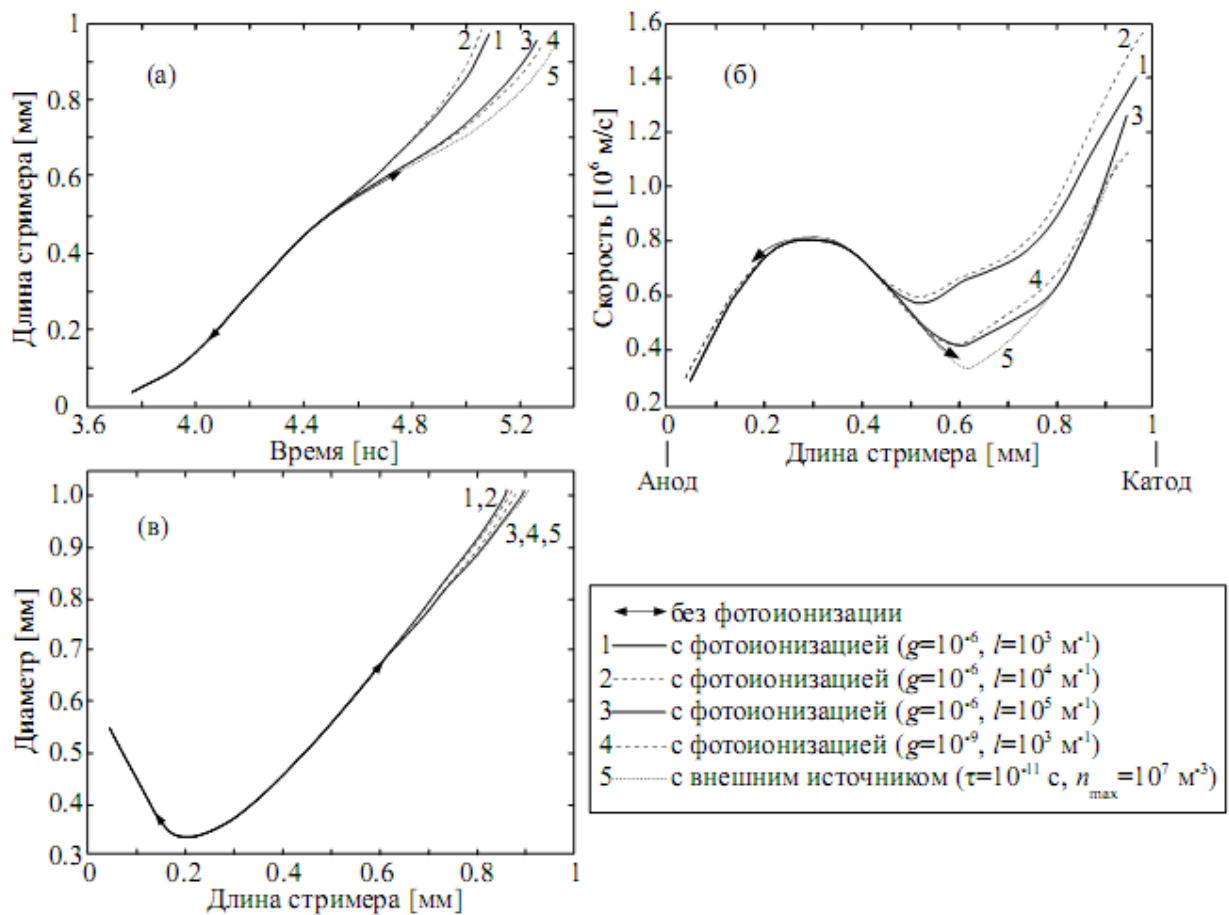 (а)
Длина стримера [мм]
1
0.8
0.6
0.4
0.2
0
2 1 3 4
5
3.6 4.0 4.4 4.8 5.2
Время [нс]
(б)
Скорость [10⁶ м/с]
1.6
1.4
1.2
1.0
0.8
0.6
0.4
0.2
2
1
3
4
5
0 0.2 0.4 0.6 0.8 1
Длина стримера [мм]
Анод
Катод
(в)
Диаметр [мм]
1.0
0.9
0.8
0.7
0.6
0.5
0.4
0.3
1,2
3,4,5
0 0.2 0.4 0.6 0.8 1
Длина стримера [мм]
без фотоионизации
1 с фотоионизацией (g=10⁻⁶, l=10³ м⁻¹)
2 с фотоионизацией (g=10⁻⁶, l=10⁴ м⁻¹)
3 с фотоионизацией (g=10⁻⁶, l=10⁵ м⁻¹)
4 с фотоионизацией (g=10⁻⁹, l=10³ м⁻¹)
5 с внешним источником (τ=10⁻¹¹ с, nmax=10⁷ м⁻³)